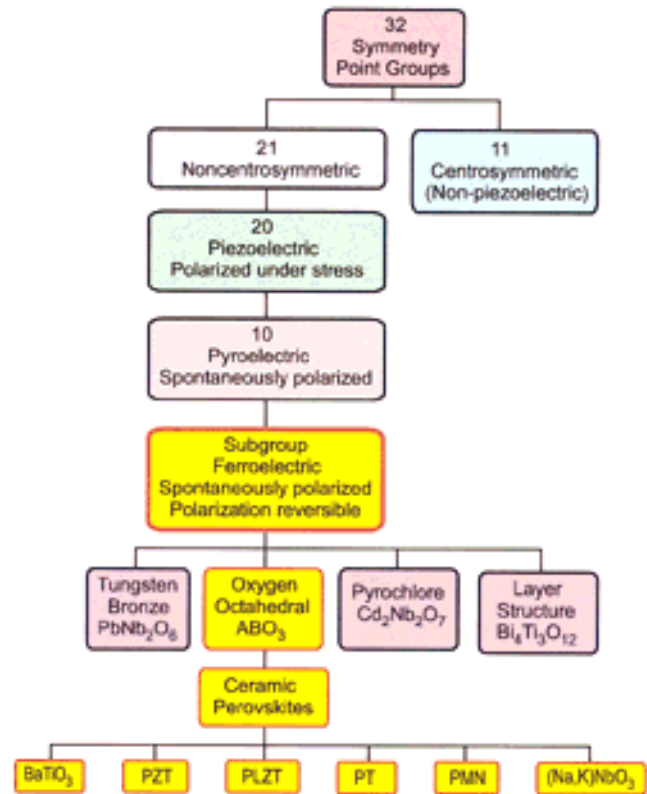 32
Symmetry
Point Groups
21
Noncentrosymmetric
11
Centrosymmetric
(Non-piezoelectric)
20
Piezoelectric
Polarized under stress
10
Pyroelectric
Spontaneously polarized
Subgroup
Ferroelectric
Spontaneously polarized
Polarization reversible
Tungsten
Bronze
PbNb₂O₆
Oxygen
Octahedral
ABO₃
Pyrochlore
Cd₂Nb₂O₇
Layer
Structure
Bi₄Ti₃O₁₂
Ceramic
Perovskites
BaTiO₃
PZT
PLZT
PT
PMN
(Na,K)NbO₃